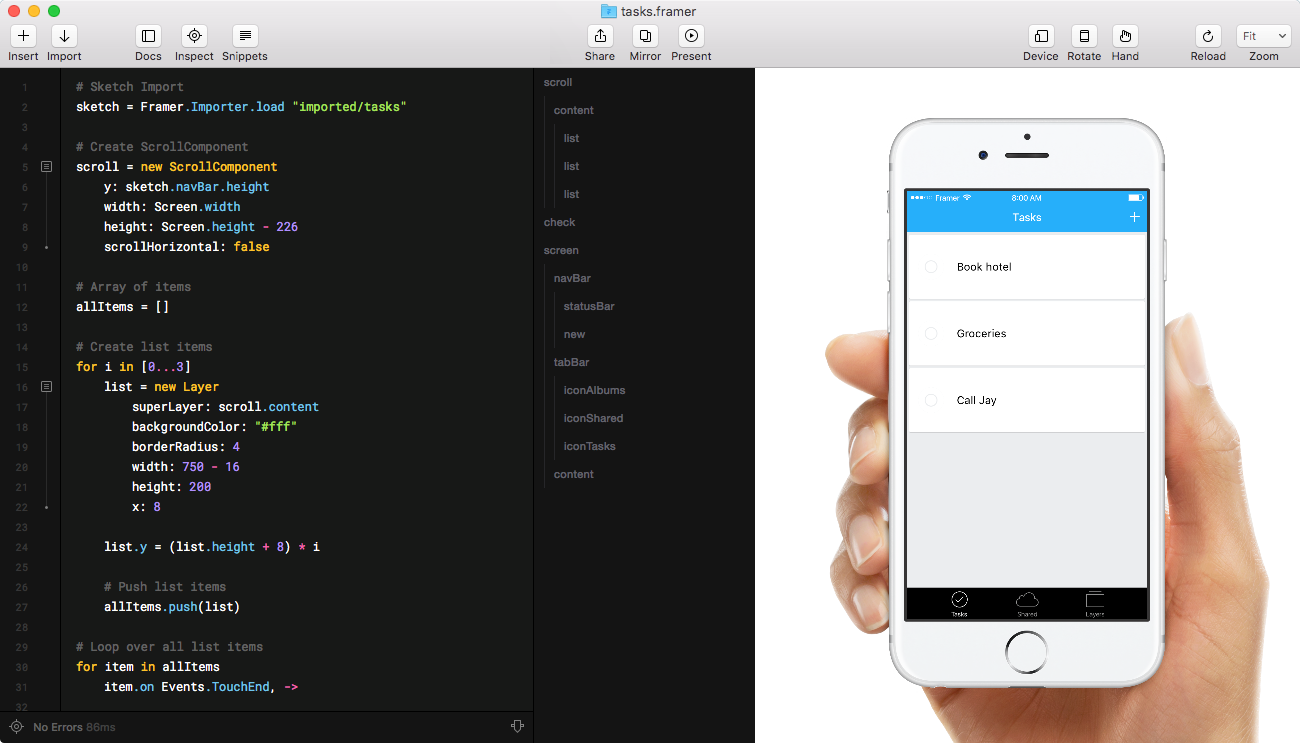 tasks.framer
Insert Import Docs Inspect Snippets Share Mirror Present Device Rotate Hand Reload Fit Zoom
1 # Sketch Import
2 sketch = Framer.Importer.load "imported/tasks"
3
4 # Create ScrollComponent
5 scroll = new ScrollComponent
6 y: sketch.navBar.height
7 width: Screen.width
8 height: Screen.height - 226
9 scrollHorizontal: false
10
11 # Array of items
12 allItems = []
13
14 # Create list items
15 for i in [0...3]
16 list = new Layer
17 superLayer: scroll.content
18 backgroundColor: "#fff"
19 borderRadius: 4
20 width: 750 - 16
21 height: 200
22 x: 8
23
24 list.y = (list.height + 8) * i
25
26 # Push list items
27 allItems.push(list)
28
29 # Loop over all list items
30 for item in allItems
31 item.on Events.TouchEnd, ->
32
No Errors 86ms
scroll
content
list
list
list
check
screen
navBar
statusBar
new
tabBar
iconAlbums
iconShared
iconTasks
content
Framer 8:00 AM
Tasks +
Book hotel
Groceries
Call Jay
Tasks Shared Layers